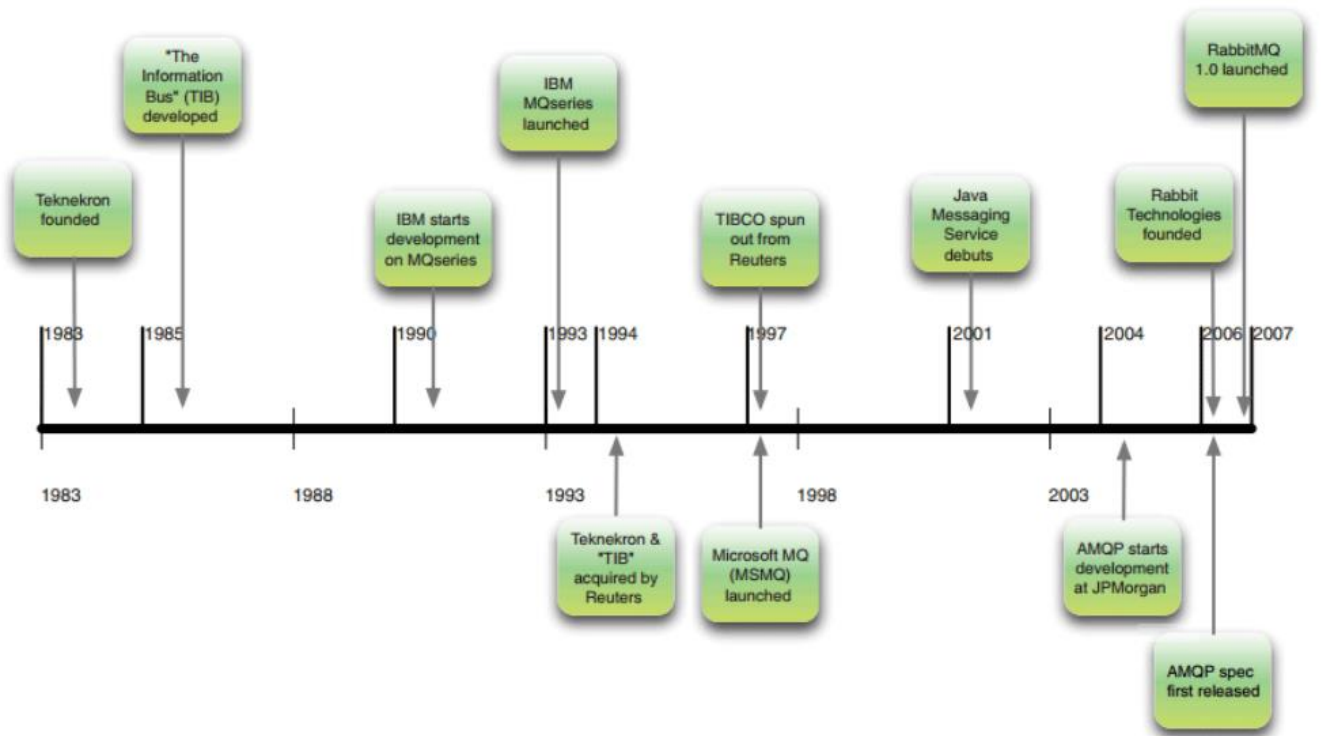 "The
Information
Bus" (TIB)
developed
Teknekron
founded
IBM starts
development
on MQseries
IBM
MQseries
launched
TIBCO spun
out from
Reuters
Java
Messaging
Service
debuts
Rabbit
Technologies
founded
RabbitMQ
1.0 launched
1983
1985
1990
1993
1994
1997
2001
2004
2006
2007
1983
1988
1993
1998
2003
Teknekron &
"TIB"
acquired by
Reuters
Microsoft MQ
(MSMQ)
launched
AMQP starts
development
at JPMorgan
AMQP spec
first released